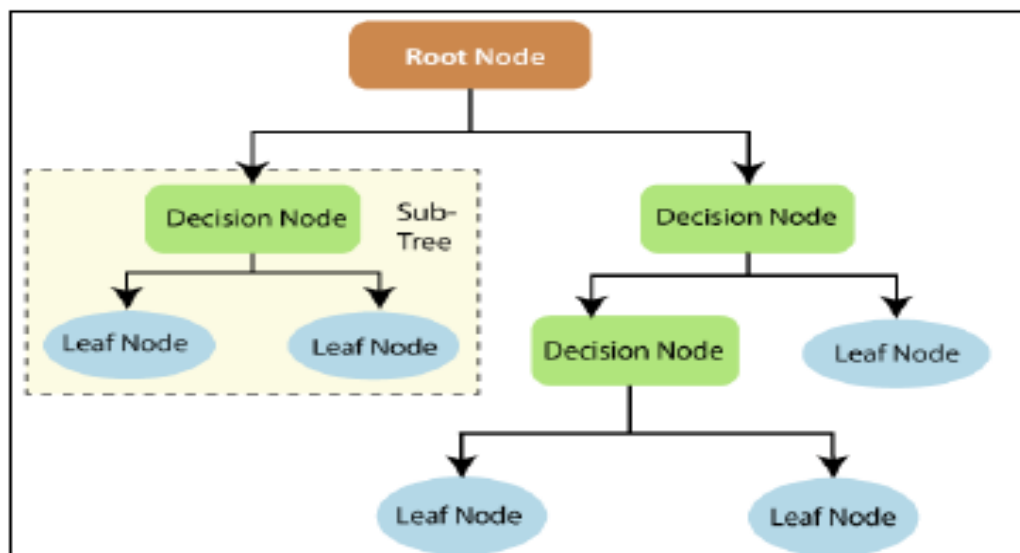 Root Node
Decision Node
Sub-
Tree
Decision Node
Leaf Node
Leaf Node
Decision Node
Leaf Node
Leaf Node
Leaf Node